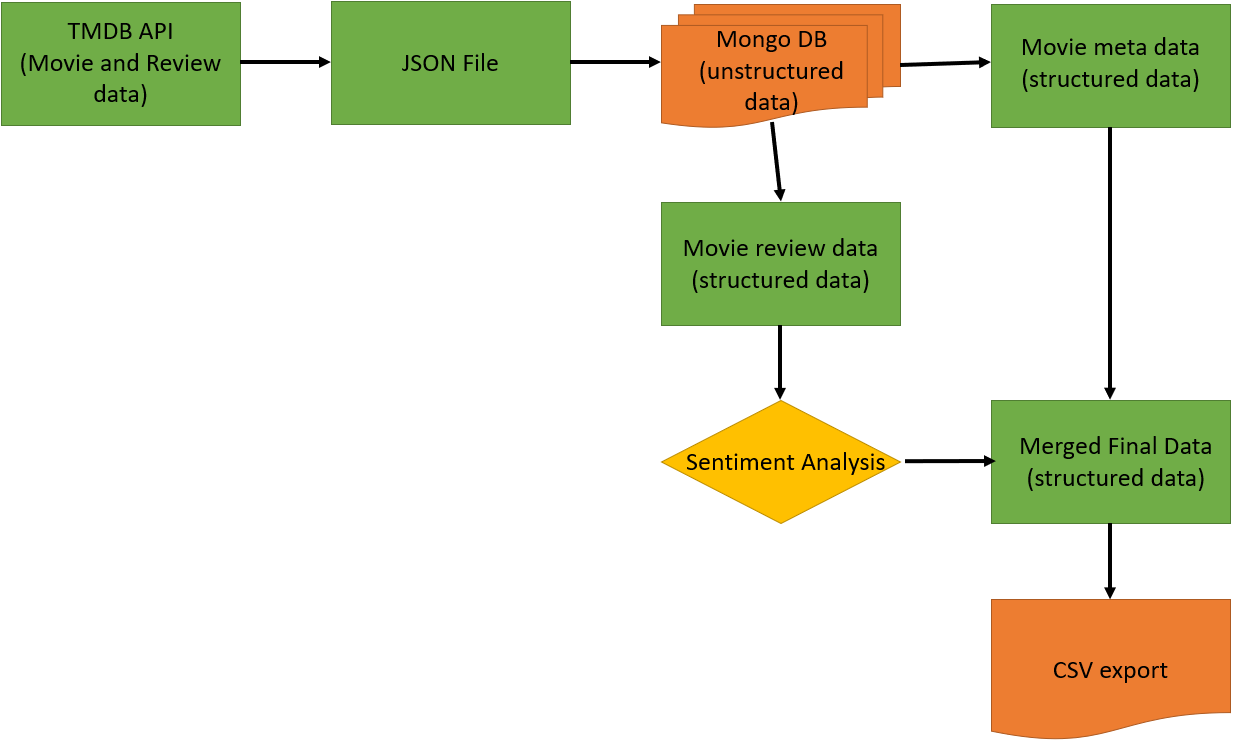 TMDB API
(Movie and Review
data)
JSON File
Mongo DB
(unstructured
data)
Movie meta data
(structured data)
Movie review data
(structured data)
Sentiment Analysis
Merged Final Data
(structured data)
CSV export